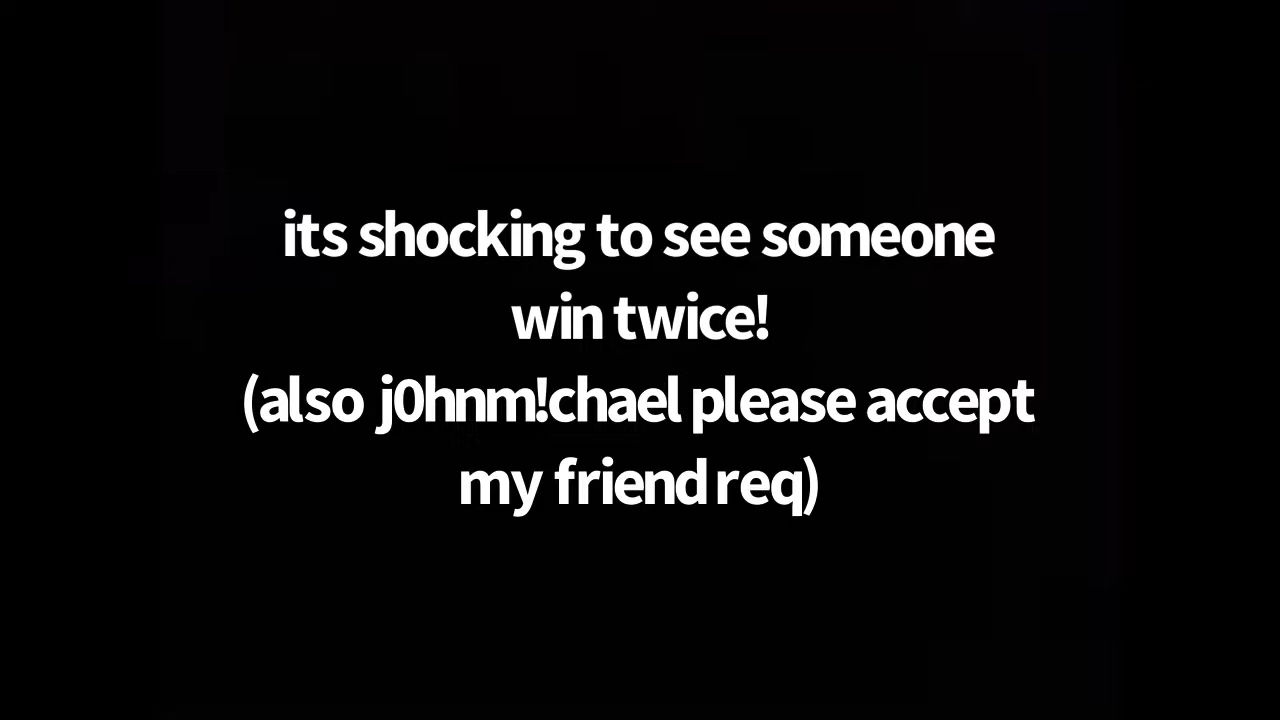 its shocking to see someone
win twice!
(also j0hnm!chael please accept
my friend req)